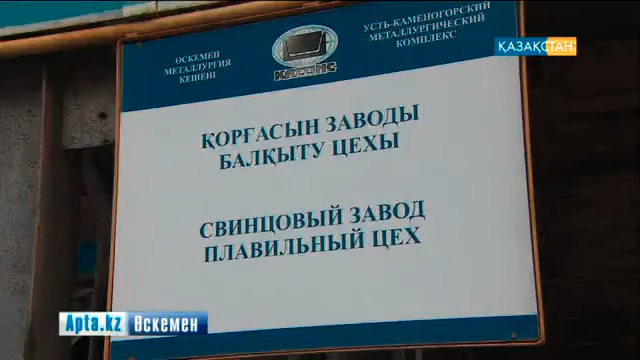 ӨСКЕМЕН
МЕТАЛЛУРГИЯ
КЕШЕНІ
KAZZINC
УСТЬ-КАМЕНОГОРСКИЙ
МЕТАЛЛУРГИЧЕСКИЙ
КОМПЛЕКС
ҚАЗАҚСТАН
ҚОРҒАСЫН ЗАВОДЫ
БАЛҚЫТУ ЦЕХЫ
СВИНЦОВЫЙ ЗАВОД
ПЛАВИЛЬНЫЙ ЦЕХ
Apta.kz Өскемен